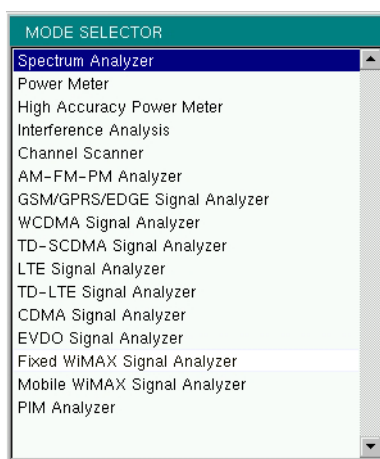 MODE SELECTOR
Spectrum Analyzer
Power Meter
High Accuracy Power Meter
Interference Analysis
Channel Scanner
AM-FM-PM Analyzer
GSM/GPRS/EDGE Signal Analyzer
WCDMA Signal Analyzer
TD-SCDMA Signal Analyzer
LTE Signal Analyzer
TD-LTE Signal Analyzer
CDMA Signal Analyzer
EVDO Signal Analyzer
Fixed WiMAX Signal Analyzer
Mobile WiMAX Signal Analyzer
PIM Analyzer